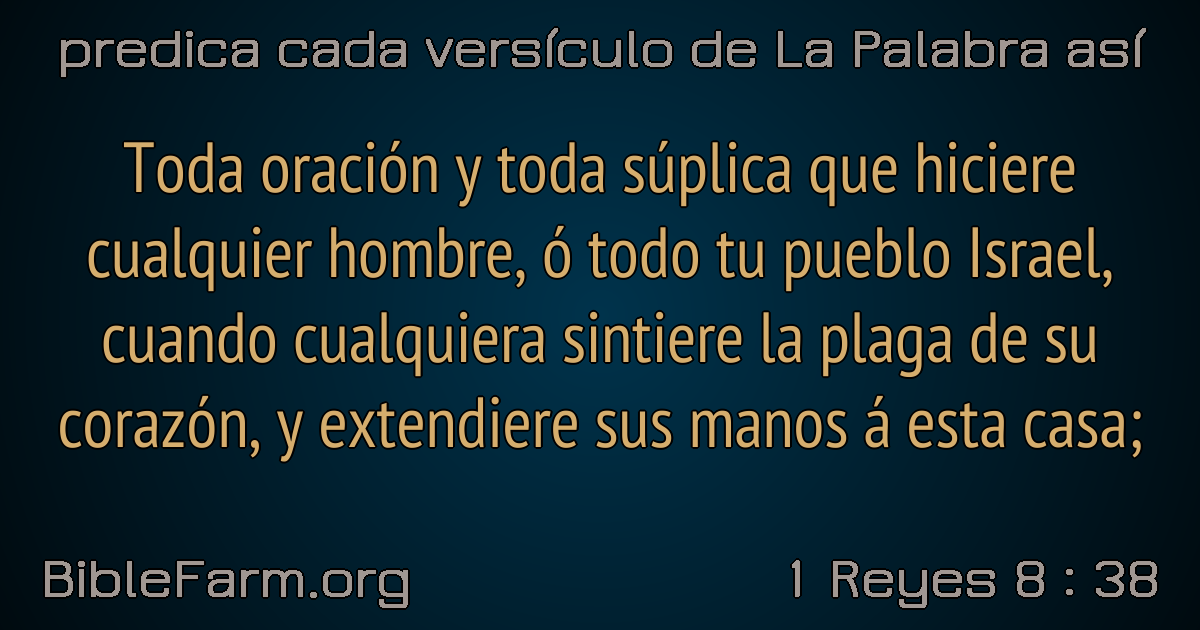 predica cada versículo de La Palabra así
Toda oración y toda súplica que hiciere
cualquier hombre, ó todo tu pueblo Israel,
cuando cualquiera sintiere la plaga de su
corazón, y extendiere sus manos á esta casa;
BibleFarm.org
1 Reyes 8 : 38